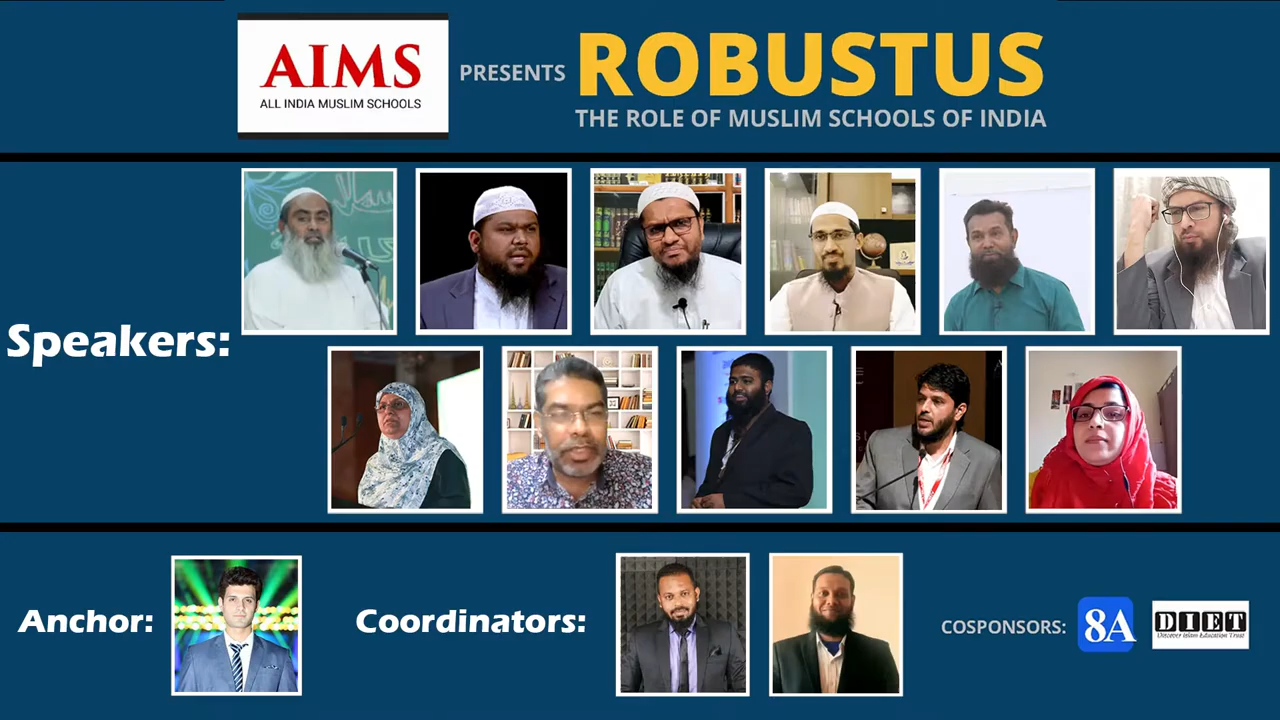 AIMS
ALL INDIA MUSLIM SCHOOLS
PRESENTS
ROBUSTUS
THE ROLE OF MUSLIM SCHOOLS OF INDIA
Speakers:
Anchor:
Coordinators:
COSPONSORS:
8A
DIET
Discover Islam Education Trust